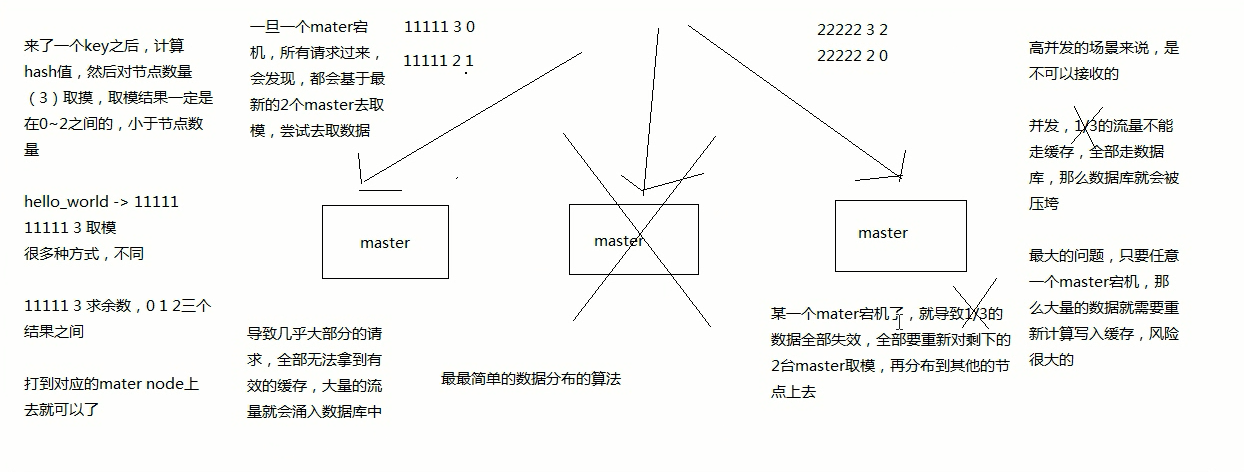 来了一个key之后，计算
hash值，然后对节点数量
（3）取摸，取模结果一定是
在0~2之间的，小于节点数
量
hello_world -> 11111
11111 3 取模
很多种方式，不同
11111 3 求余数，0 1 2三个
结果之间
打到对应的mater node上
去就可以了
一旦一个mater宕
机，所有请求过来，
会发现，都会基于最
新的2个master去取
模，尝试去取数据
11111 3 0
11111 2 1
22222 3 2
22222 2 0
master
master
master
导致几乎大部分的请
求，全部无法拿到有
效的缓存，大量的流
量就会涌入数据库中
最最简单的数据分布的算法
某一个mater宕机了，就导致1/3的
数据全部失效，全部要重新对剩下的
2台master取模，再分布到其他的节
点上去
高并发的场景来说，是
不可以接收的
并发，1/3的流量不能
走缓存，全部走数据
库，那么数据库就会被
压垮
最大的问题，只要任意
一个master宕机，那
么大量的数据就需要重
新计算写入缓存，风险
很大的